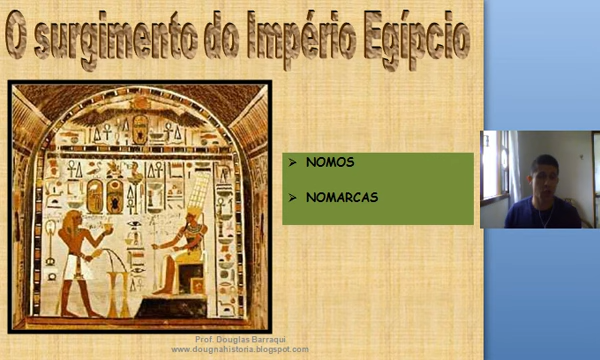 O surgimento do Império Egípcio
NOMOS
NOMARCAS
Prof. Douglas Barraqui
www.dougnahistoria.blogspot.com